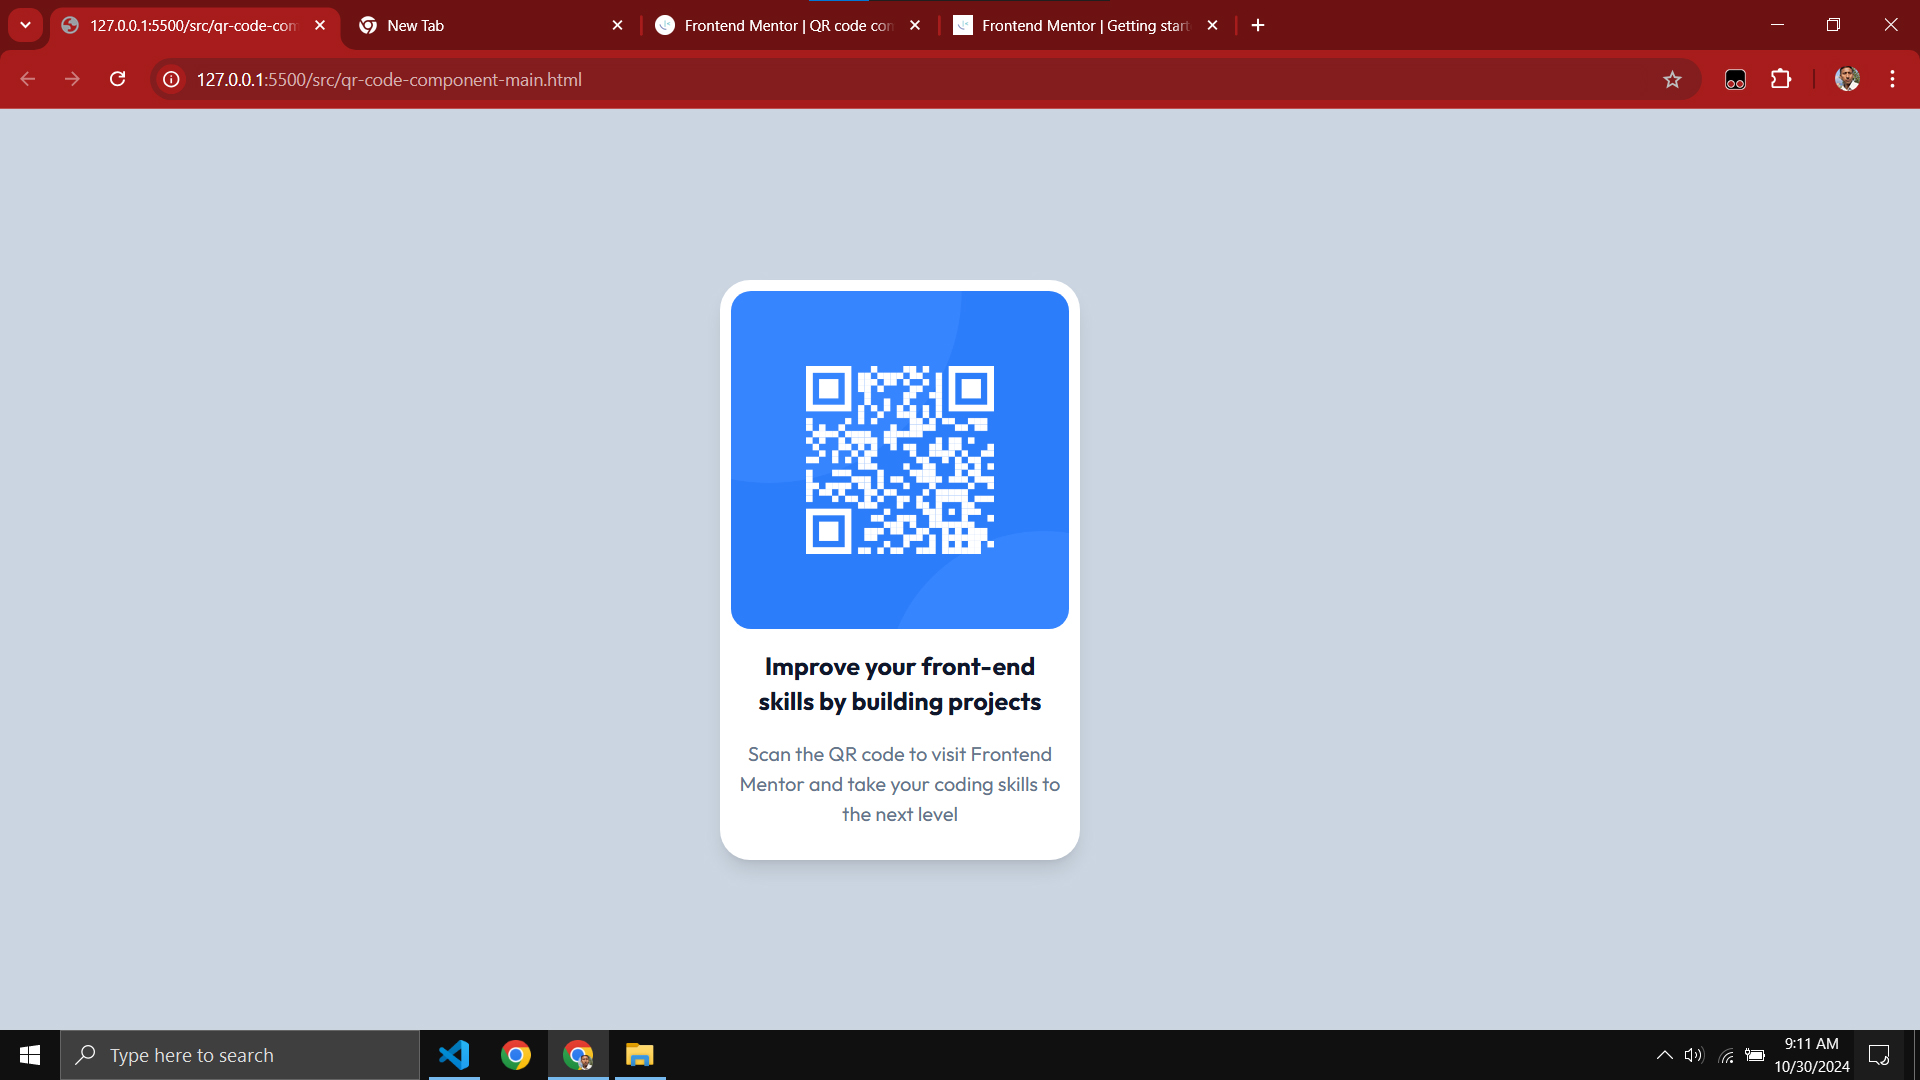 127.0.0.1:5500/src/qr-code-com
New Tab
Frontend Mentor | QR code con
Frontend Mentor | Getting start
127.0.0.1:5500/src/qr-code-component-main.html
Improve your front-end
skills by building projects
Scan the QR code to visit Frontend
Mentor and take your coding skills to
the next level
Type here to search
9:11 AM
10/30/2024